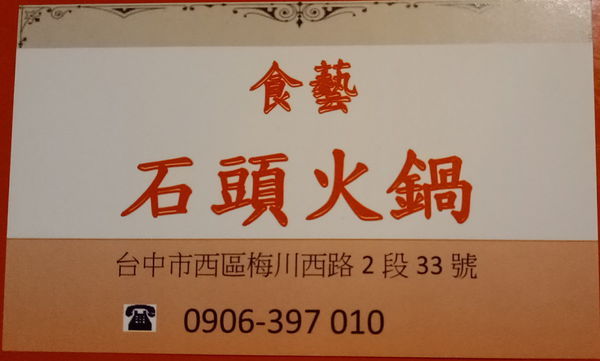 食藝
石頭火鍋
台中市西區梅川西路 2 段 33 號
☎ 0906-397 010